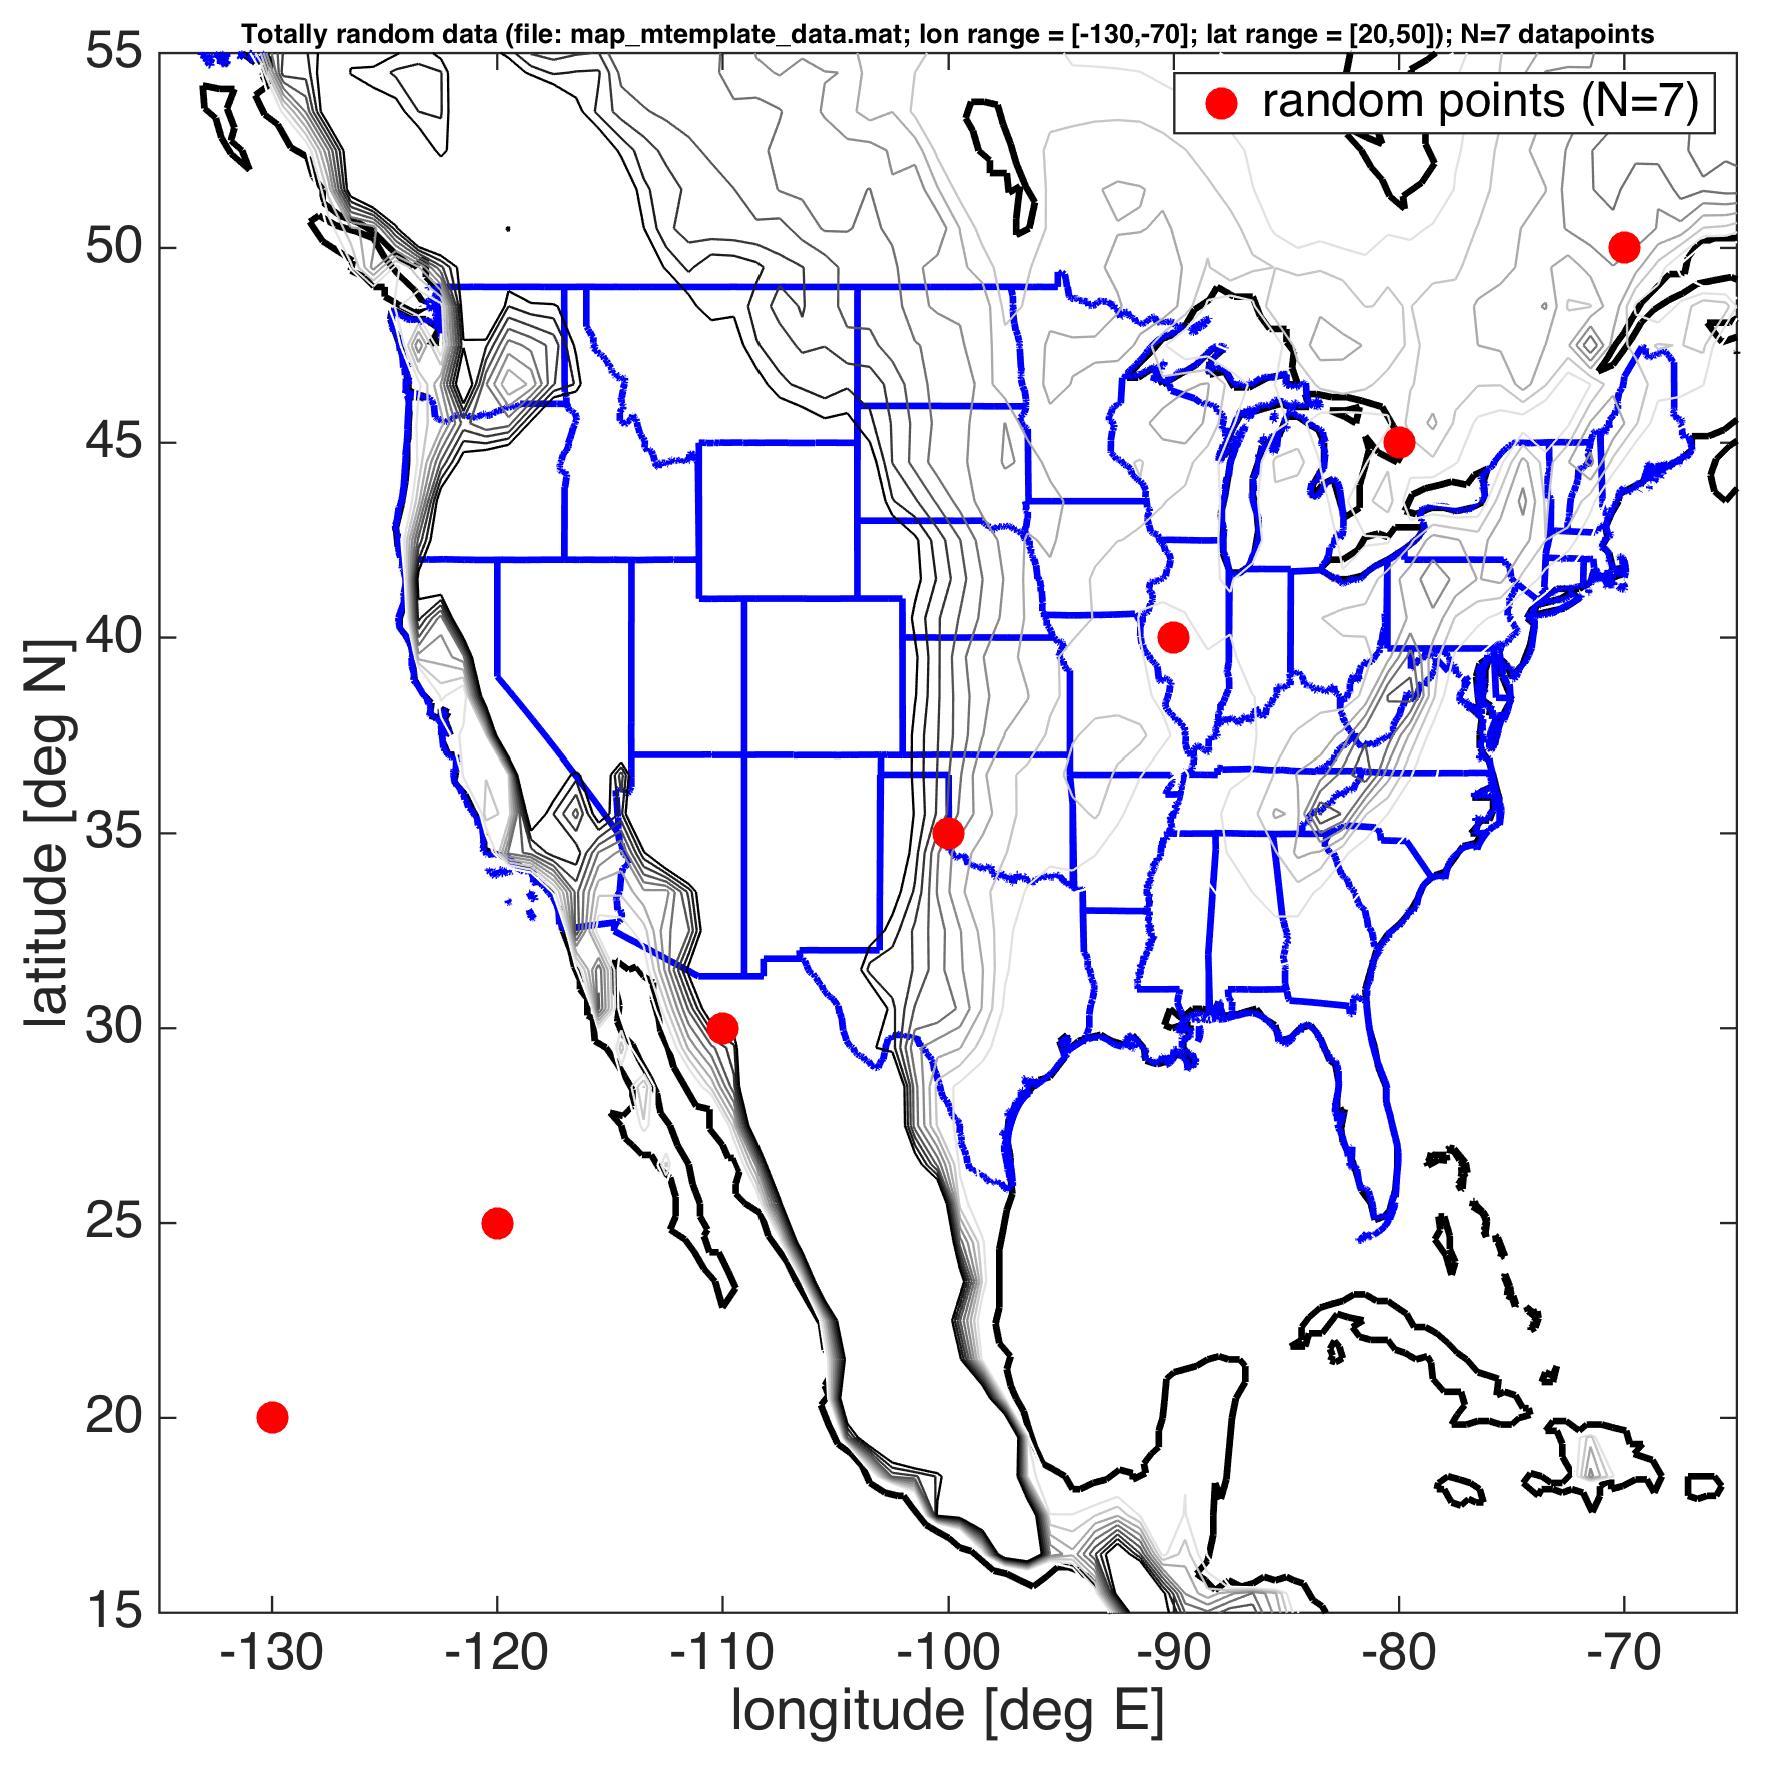 Totally random data (file: map_mtemplate_data.mat; lon range = [-130,-70]; lat range = [20,50]); N=7 datapoints
random points (N=7)
55
50
45
40
35
30
25
20
15
latitude [deg N]
-130 -120 -110 -100 -90 -80 -70
longitude [deg E]